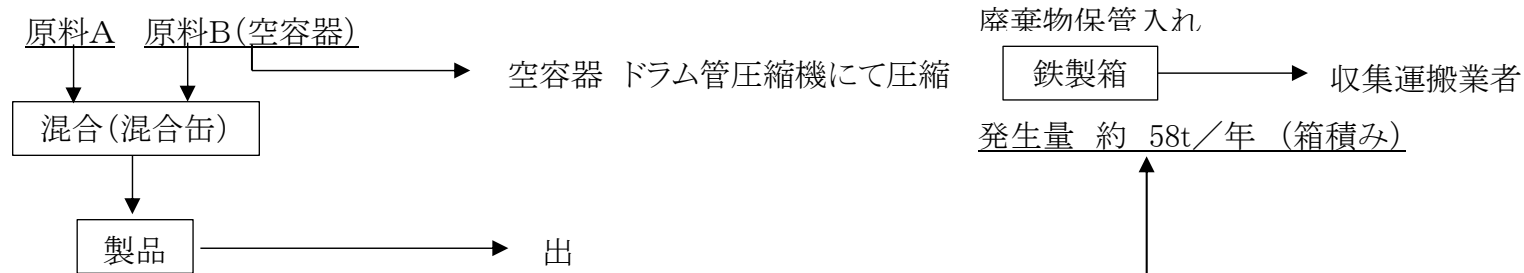 原料A 原料B(空容器)
空容器 ドラム管圧縮機にて圧縮
混合(混合缶)
製品
出
廃棄物保管入れ
鉄製箱
収集運搬業者
発生量 約 58t/年 (箱積み)